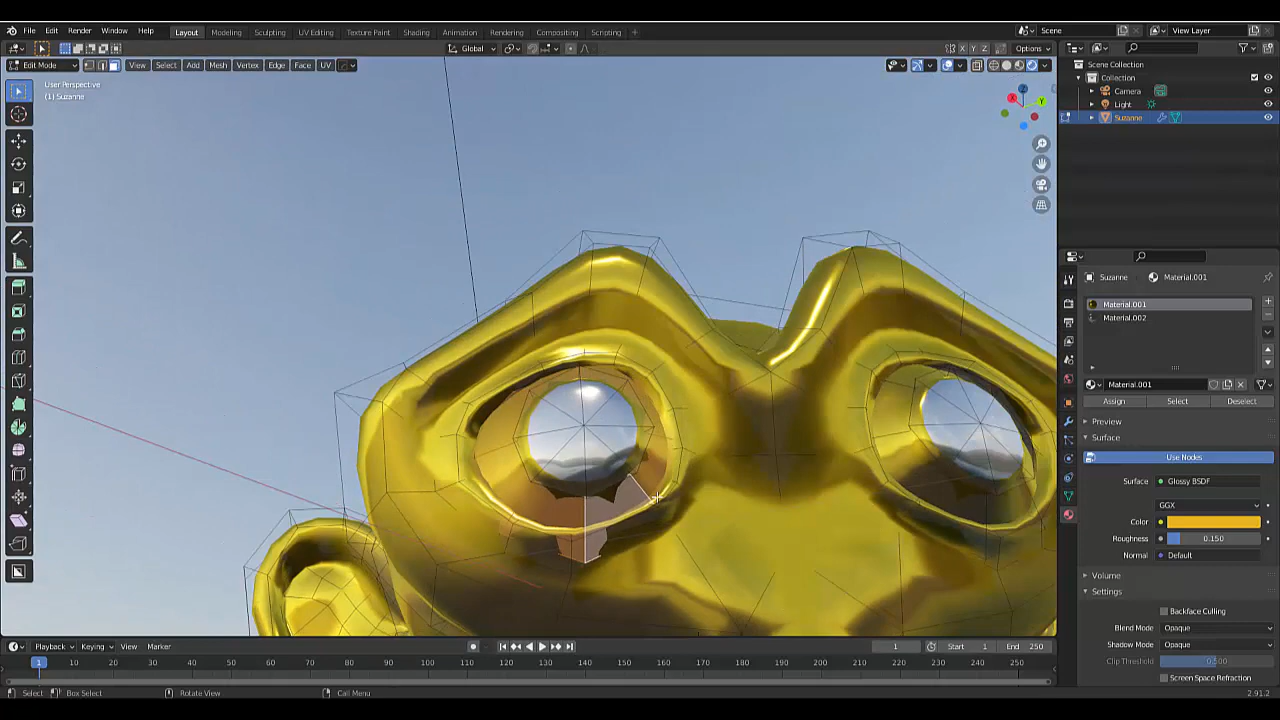 File Edit Render Window Help Layout Modeling Sculpting UV Editing Texture Paint Shading Animation Rendering Compositing Scripting + Scene View Layer
Global X Y Z Options
Edit Mode View Select Add Mesh Vertex Edge Face UV
Scene Collection
Collection
Camera
Light
Suzanne
User Perspective
(1) Suzanne
X Y Z
Suzanne Material.001
Material.001
Material.002
Material.001
Assign Select Deselect
Preview
Surface
Use Nodes
Surface Glossy BSDF
GGX
Color
Roughness 0.150
Normal Default
Volume
Settings
Backface Culling
Blend Mode Opaque
Shadow Mode Opaque
Clip Threshold 0.500
Screen Space Refraction
Playback Keying View Marker 1 Start 1 End 250
1 10 20 30 40 50 60 70 80 90 100 110 120 130 140 150 160 170 180 190 200 210 220 230 240 250
Select Box Select Rotate View Call Menu 2.91.2